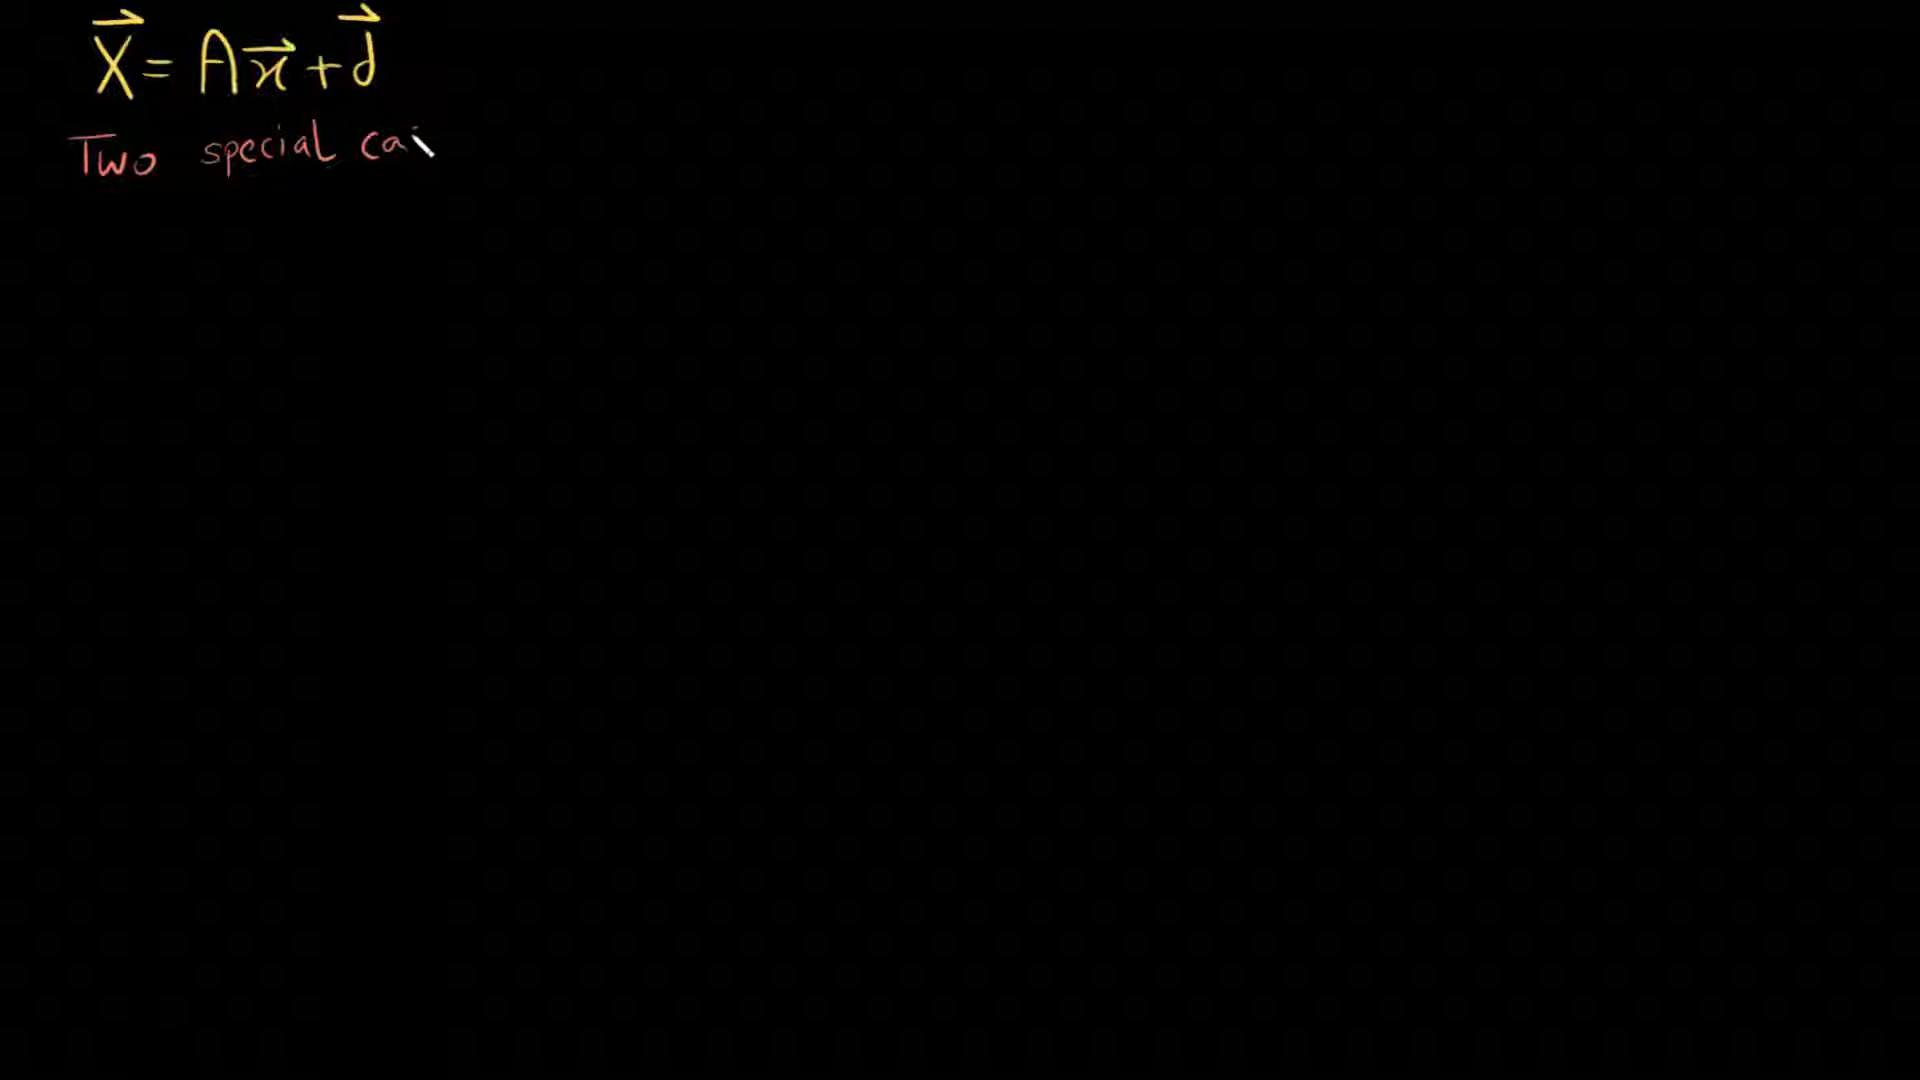 X⃗ = Ax⃗ + d⃗
Two special ca